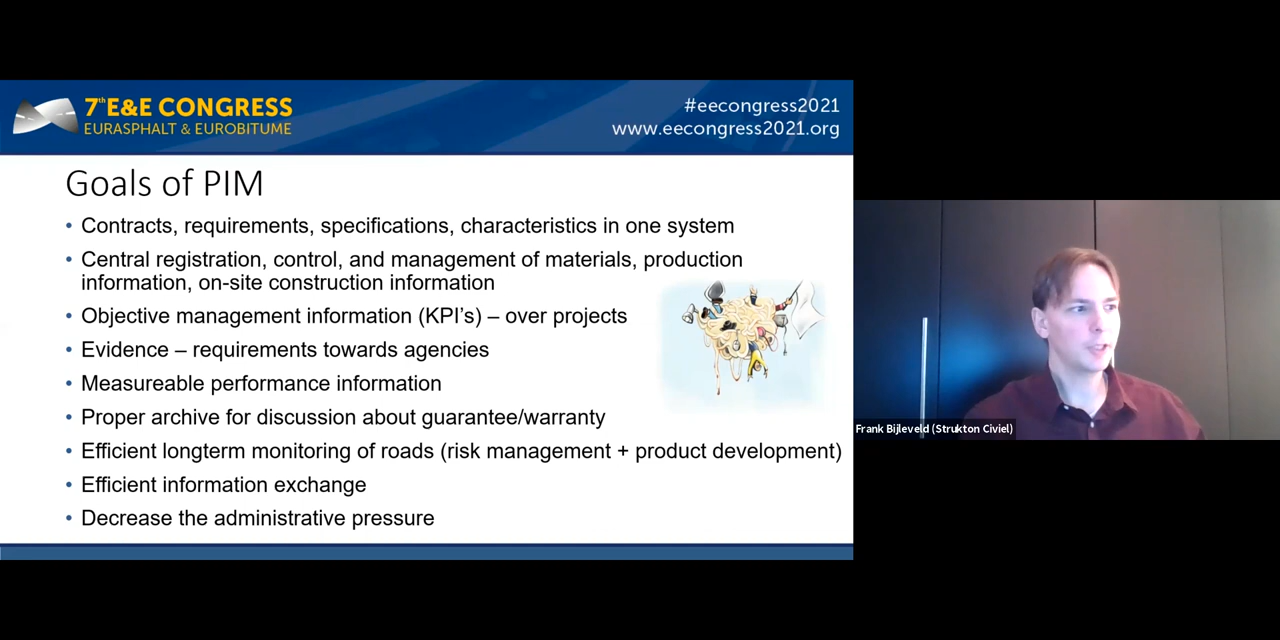 7th E&E CONGRESS
EURASPHALT & EUROBITUME
#eecongress2021
www.eecongress2021.org
Goals of PIM
• Contracts, requirements, specifications, characteristics in one system
• Central registration, control, and management of materials, production
information, on-site construction information
• Objective management information (KPI's) – over projects
• Evidence – requirements towards agencies
• Measureable performance information
• Proper archive for discussion about guarantee/warranty
• Efficient longterm monitoring of roads (risk management + product development)
• Efficient information exchange
• Decrease the administrative pressure
Frank Bijleveld (Strukton Civiel)